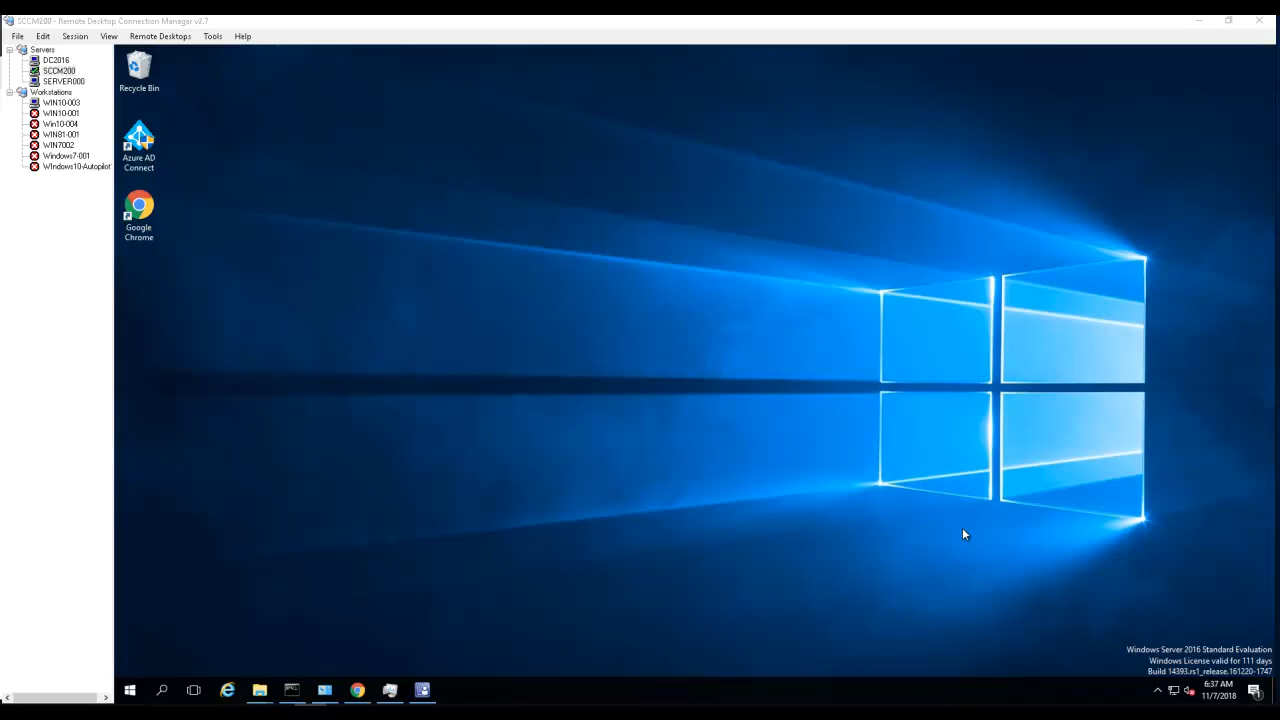 SCCM200 - Remote Desktop Connection Manager v2.7
File Edit Session View Remote Desktops Tools Help
Servers
DC2016
SCCM200
SERVER000
Workstations
WIN10-003
WIN10-001
Win10-004
WIN81-001
WIN7002
Windows7-001
Windows10-Autopilot
Recycle Bin
Azure AD
Connect
Google
Chrome
Windows Server 2016 Standard Evaluation
Windows License valid for 111 days
Build 14393.rs1_release.161220-1747
6:37 AM
11/7/2018